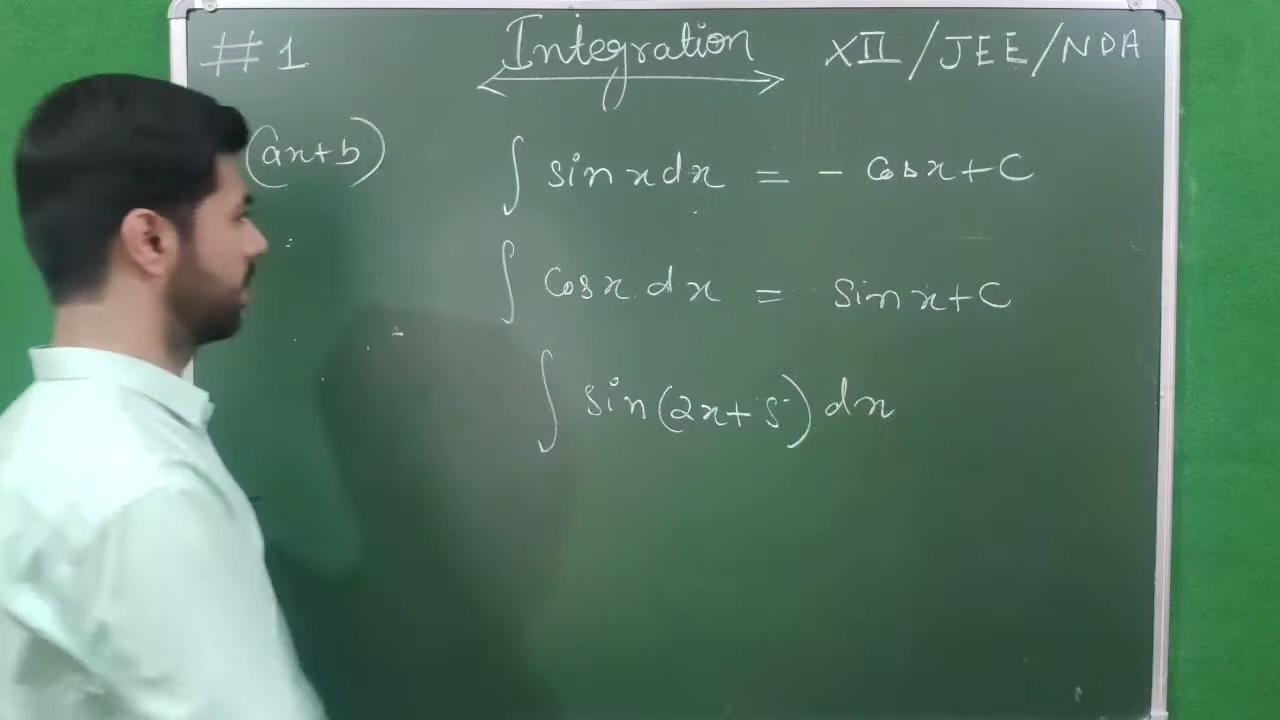 #1 Integration XII/JEE/NDA
(ax+b)
∫ sin x dx = - cos x + C
∫ cos x dx = sin x + C
∫ sin(2x+5) dx